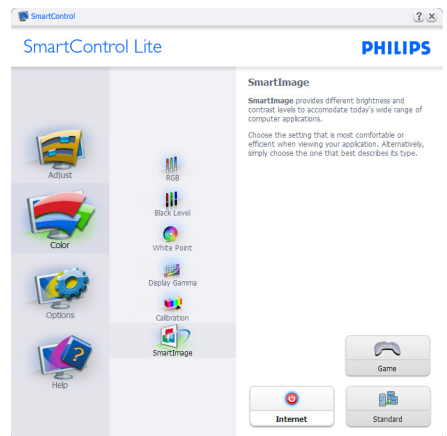 SmartControl
? x
SmartControl Lite
PHILIPS
Adjust
Color
Options
Help
RGB
Black Level
White Point
Display Gamma
Calibration
SmartImage
SmartImage
SmartImage provides different brightness and
contrast levels to accomodate today's wide range of
computer applications.
Choose the setting that is most comfortable or
efficient when viewing your application. Alternatively,
simply choose the one that best describes its type.
Game
Internet
Standard